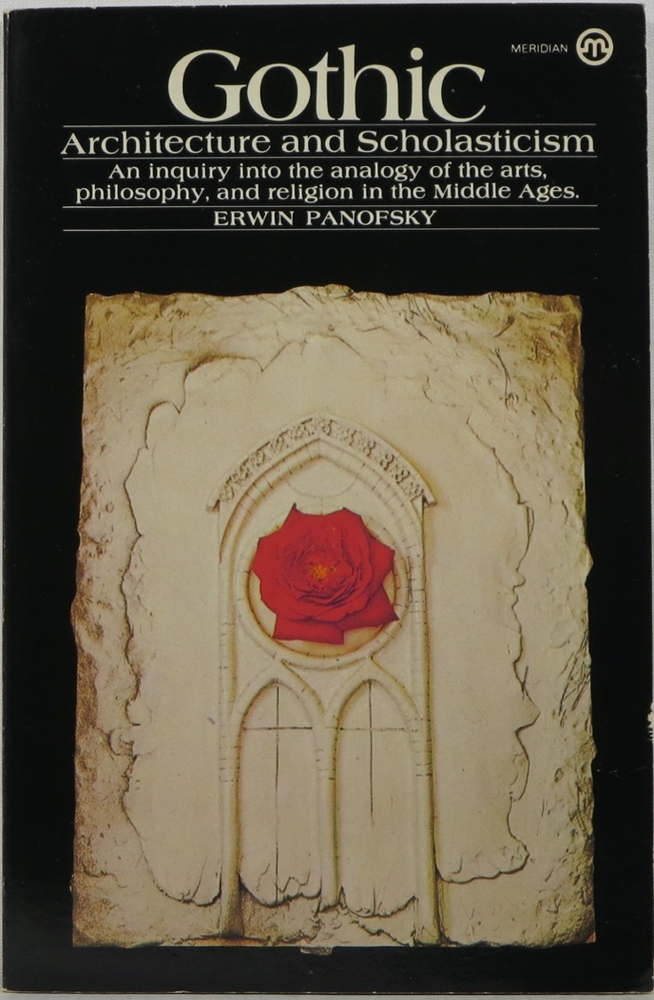 MERIDIAN
Gothic
Architecture and Scholasticism
An inquiry into the analogy of the arts,
philosophy, and religion in the Middle Ages.
ERWIN PANOFSKY